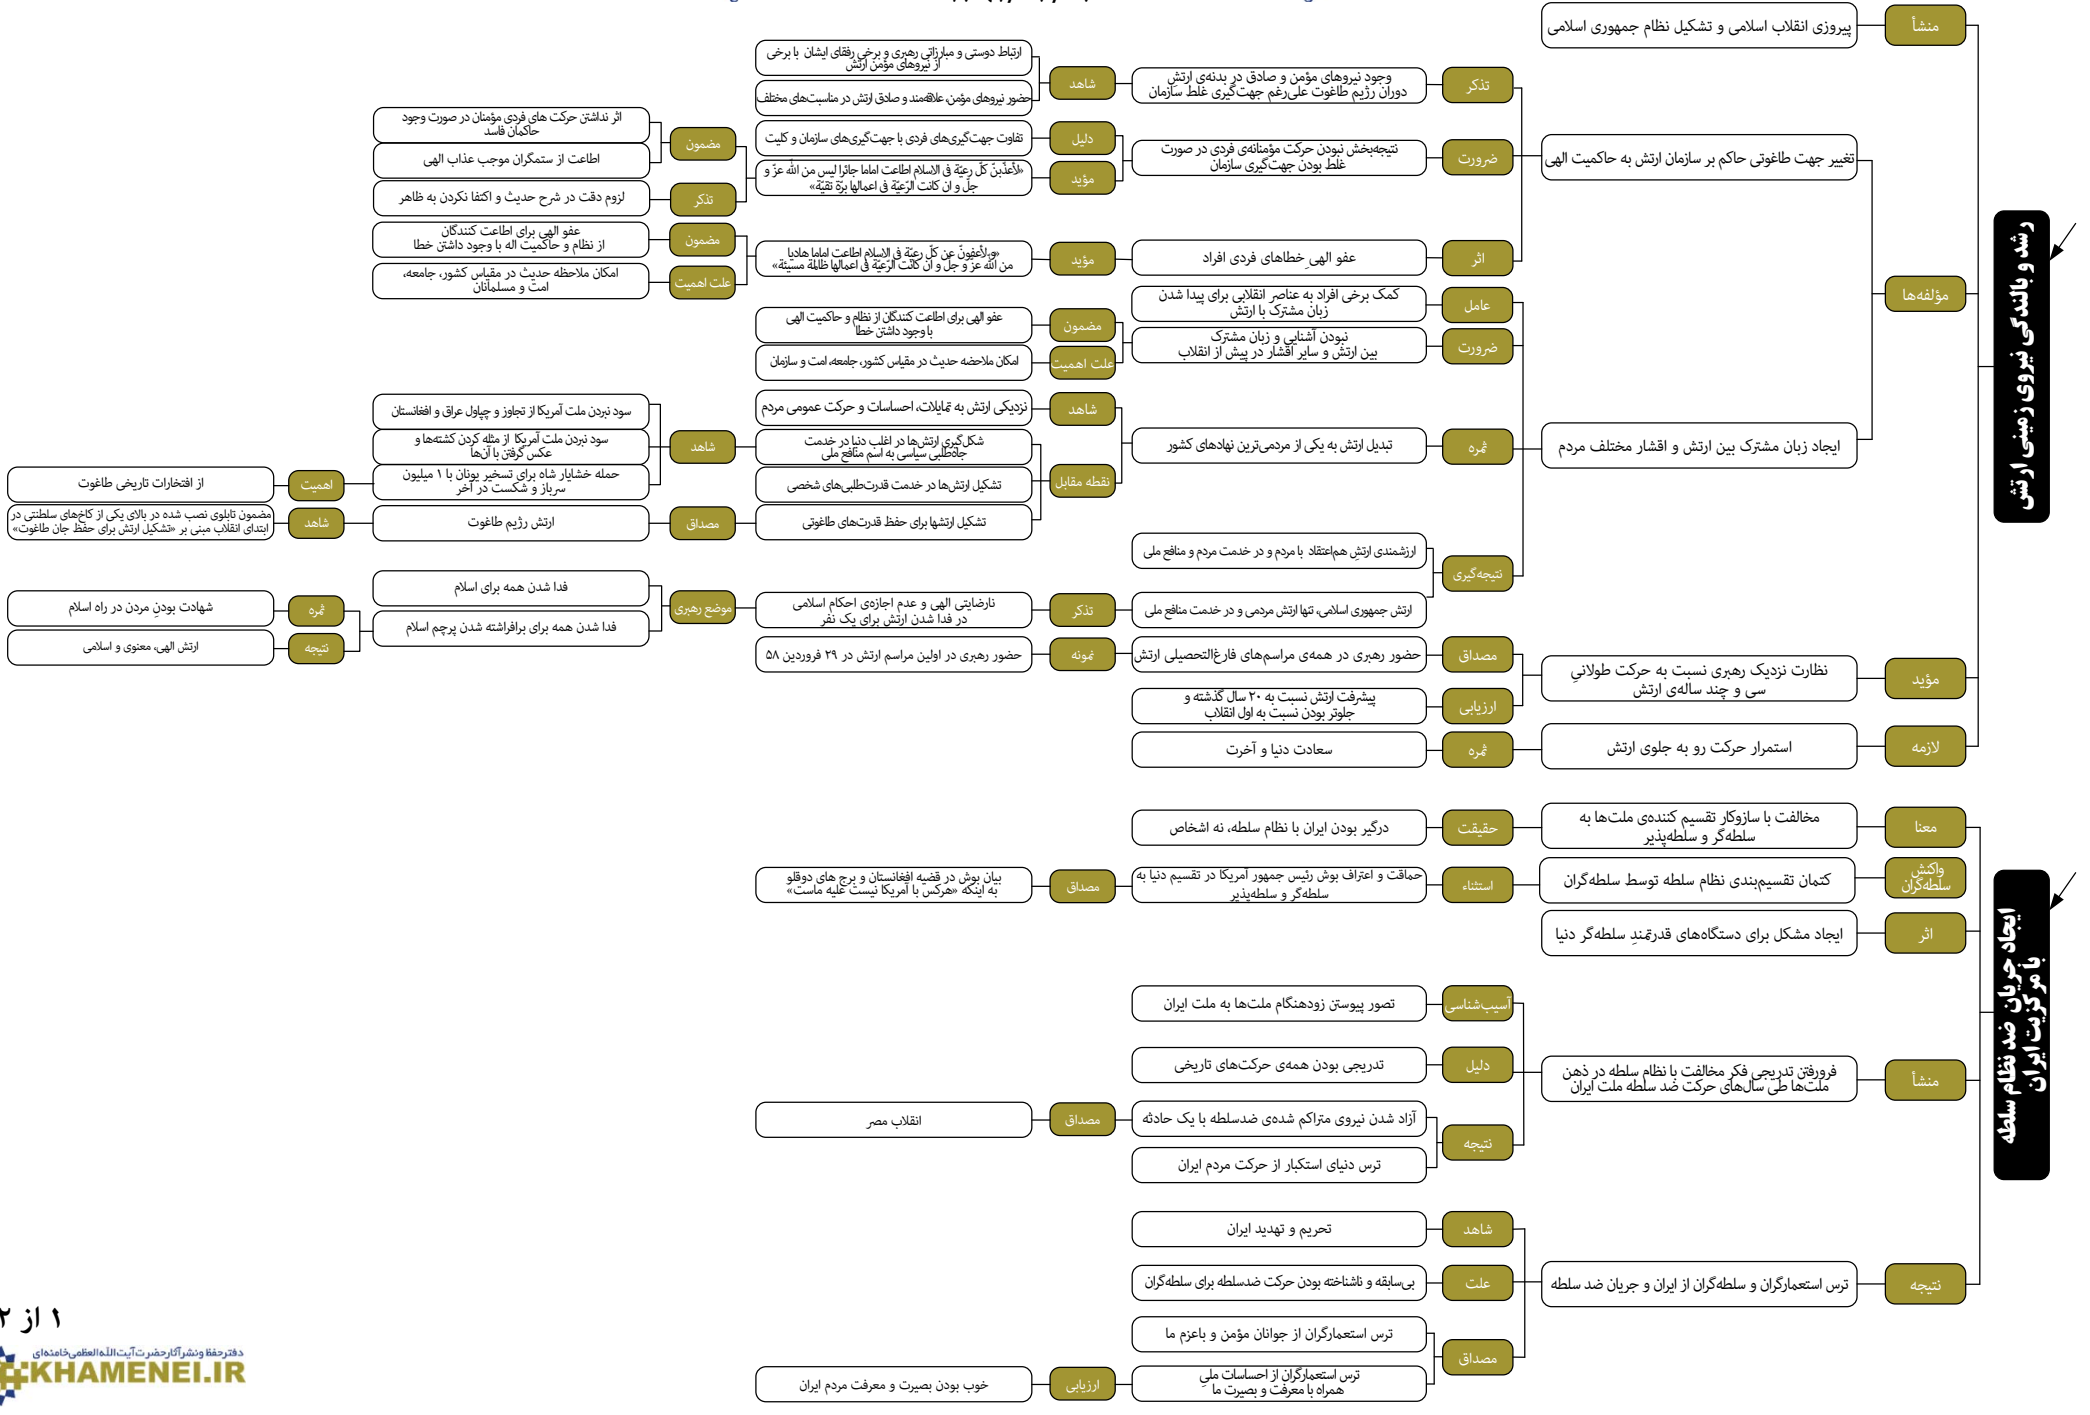 رشد و بالندگی نیروی زمینی ارتش
منشأ
پیروزی انقلاب اسلامی و تشکیل نظام جمهوری اسلامی
مؤلفه‌ها
تغییر جهت طاغوتی حاکم بر سازمان ارتش به حاکمیت الهی
تذکر
وجود نیروهای مؤمن و صادق در بدنه‌ی ارتشِ
دوران رژیم طاغوت علی‌رغم جهت‌گیری غلط سازمان
شاهد
ارتباط دوستی و مبارزاتی رهبری و برخی رفقای ایشان با برخی
از نیروهای مؤمن ارتش
حضور نیروهای مؤمن، علاقه‌مند و صادق ارتش در مناسبت‌های مختلف
ضرورت
نتیجه‌بخش نبودن حرکت مؤمنانه‌ی فردی در صورت
غلط بودن جهت‌گیری سازمان
دلیل
تفاوت جهت‌گیری‌های فردی با جهت‌گیری‌های سازمان و کلیت
مؤید
«لأعذّبنّ کلّ رعیّة فی الاسلام اطاعت اماما جائرا لیس من الله عزّ و
جلّ و ان کانت الرّعیّة فی اعمالها برّة تقیّة»
مضمون
اثر نداشتن حرکت های فردی مؤمنان در صورت وجود
حاکمان فاسد
اطاعت از ستمگران موجب عذاب الهی
تذکر
لزوم دقت در شرح حدیث و اکتفا نکردن به ظاهر
اثر
عفو الهیِ خطاهای فردی افراد
مؤید
«و لأعفونّ عن کلّ رعیّة فی الاسلام اطاعت اماما هادیا
من الله عز و جلّ و ان کانت الرّعیّة فی اعمالها ظالمة مسیئة»
مضمون
عفو الهی برای اطاعت کنندگان
از نظام و حاکمیت اله با وجود داشتن خطا
علت اهمیت
امکان ملاحظه حدیث در مقیاس کشور، جامعه،
امت و مسلمانان
ایجاد زبان مشترک بین ارتش و اقشار مختلف مردم
عامل
کمک برخی افراد به عناصر انقلابی برای پیدا شدن
زبان مشترک با ارتش
ضرورت
نبودن آشنایی و زبان مشترک
بین ارتش و سایر اقشار در پیش از انقلاب
مضمون
عفو الهی برای اطاعت کنندگان از نظام و حاکمیت الهی
با وجود داشتن خطا
علت اهمیت
امکان ملاحضه حدیث در مقیاس کشور، جامعه، امت و سازمان
ثمره
تبدیل ارتش به یکی از مردمی‌ترین نهادهای کشور
شاهد
نزدیکی ارتش به تمایلات، احساسات و حرکت عمومی مردم
نقطه مقابل
شکل‌گیری ارتش‌ها در اغلب دنیا در خدمت
جاه‌طلبی سیاسی به اسم منافع ملی
شاهد
سود نبردن ملت آمریکا از تجاوز و چپاول عراق و افغانستان
سود نبردن ملت آمریکا از مثله کردن کشته‌ها و
عکس گرفتن با آن‌ها
حمله خشایار شاه برای تسخیر یونان با ۱ میلیون
سرباز و شکست در آخر
اهمیت
از افتخارات تاریخی طاغوت
تشکیل ارتش‌ها در خدمت قدرت‌طلبی‌های شخصی
تشکیل ارتشها برای حفظ قدرت‌های طاغوتی
مصداق
ارتش رژیم طاغوت
شاهد
مضمون تابلوی نصب شده در بالای یکی از کاخ‌های سلطنتی در
ابتدای انقلاب مبنی بر «تشکیل ارتش برای حفظ جان طاغوت»
نتیجه‌گیری
ارزشمندی ارتشِ هم‌اعتقاد با مردم و در خدمت مردم و منافع ملی
ارتش جمهوری اسلامی، تنها ارتش مردمی و در خدمت منافع ملی
تذکر
نارضایتی الهی و عدم اجازه‌ی احکام اسلامی
در فدا شدن ارتش برای یک نفر
موضع رهبری
فدا شدن همه برای اسلام
فدا شدن همه برای برافراشته شدن پرچم اسلام
ثمره
شهادت بودنِ مردن در راه اسلام
نتیجه
ارتش الهی، معنوی و اسلامی
مؤید
نظارت نزدیک رهبری نسبت به حرکت طولانیِ
سی و چند ساله‌ی ارتش
مصداق
حضور رهبری در همه‌ی مراسم‌های فارغ‌التحصیلی ارتش
نمونه
حضور رهبری در اولین مراسم ارتش در ۲۹ فروردین ۵۸
ارزیابی
پیشرفت ارتش نسبت به ۲۰ سال گذشته و
جلوتر بودن نسبت به اول انقلاب
لازمه
استمرار حرکت رو به جلوی ارتش
ثمره
سعادت دنیا و آخرت
ایجاد جریان ضد نظام سلطه
با مرکزیت ایران
معنا
مخالفت با سازوکار تقسیم کننده‌ی ملت‌ها به
سلطه‌گر و سلطه‌پذیر
حقیقت
درگیر بودن ایران با نظام سلطه، نه اشخاص
واکنش
سلطه‌گران
کتمان تقسیم‌بندی نظام سلطه توسط سلطه‌گران
استثناء
حماقت و اعتراف بوش رئیس جمهور آمریکا در تقسیم دنیا به
سلطه‌گر و سلطه‌پذیر
مصداق
بیان بوش در قضیه افغانستان و برج های دوقلو
به اینکه «هرکس با آمریکا نیست علیه ماست»
اثر
ایجاد مشکل برای دستگاه‌های قدرتمندِ سلطه‌گر دنیا
منشأ
فرورفتن تدریجی فکر مخالفت با نظام سلطه در ذهن
ملت‌ها طی سال‌های حرکت ضد سلطه ملت ایران
آسیب‌شناسی
تصور پیوستن زودهنگام ملت‌ها به ملت ایران
دلیل
تدریجی بودن همه‌ی حرکت‌های تاریخی
نتیجه
آزاد شدن نیروی متراکم شده‌ی ضدسلطه با یک حادثه
مصداق
انقلاب مصر
ترس دنیای استکبار از حرکت مردم ایران
نتیجه
ترس استعمارگران و سلطه‌گران از ایران و جریان ضد سلطه
شاهد
تحریم و تهدید ایران
علت
بی‌سابقه و ناشناخته بودن حرکت ضدسلطه برای سلطه‌گران
مصداق
ترس استعمارگران از جوانان مؤمن و باعزم ما
ترس استعمارگران از احساسات ملیِ
همراه با معرفت و بصیرت ما
ارزیابی
خوب بودن بصیرت و معرفت مردم ایران
۱ از ۲
دفتر حفظ و نشر آثار حضرت آیت‌الله العظمی خامنه‌ای
KHAMENEI.IR